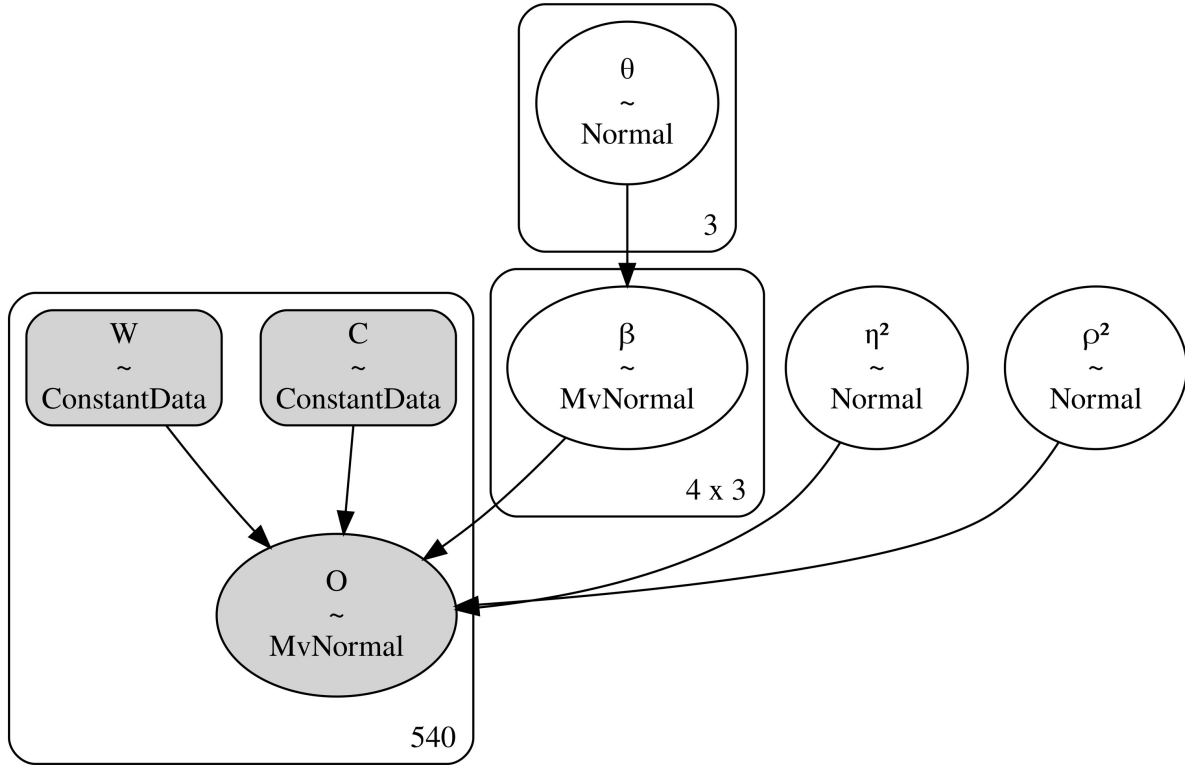 θ
~
Normal
3
W
~
ConstantData
C
~
ConstantData
β
~
MvNormal
4 x 3
η²
~
Normal
ρ²
~
Normal
O
~
MvNormal
540